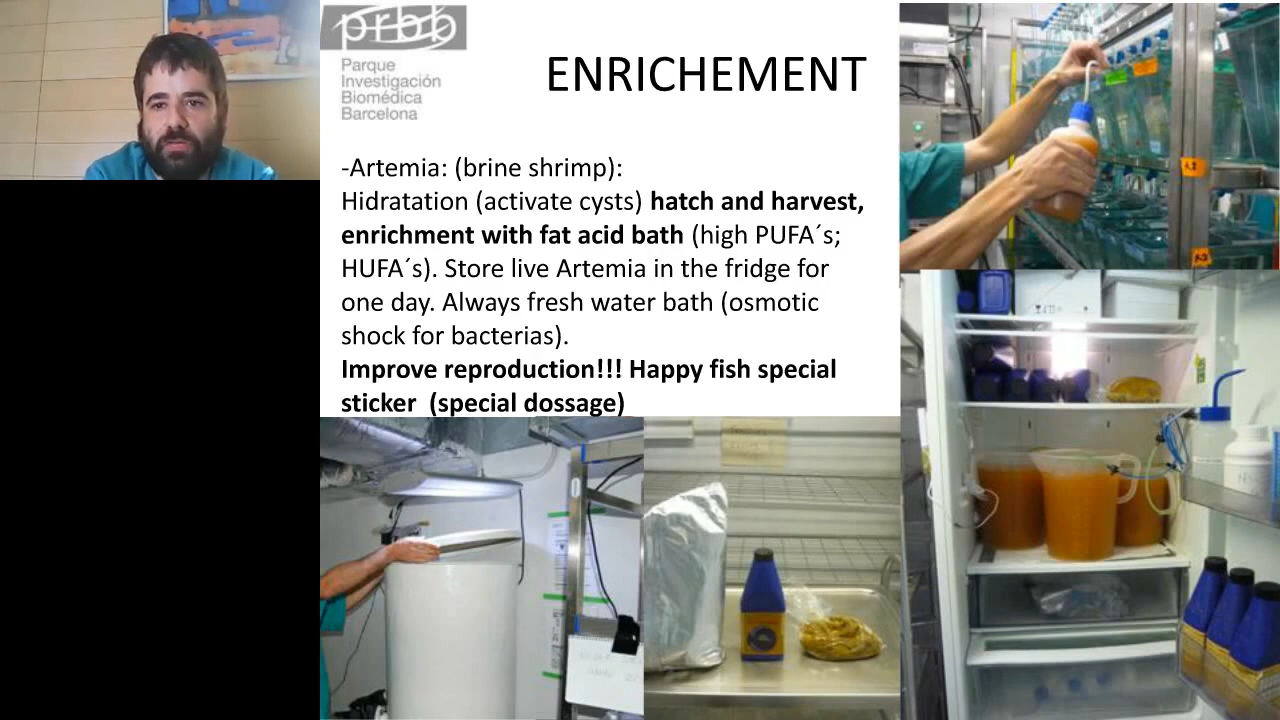 prbb
Parque
Investigación
Biomédica
Barcelona
ENRICHEMENT
-Artemia: (brine shrimp):
Hidratation (activate cysts) hatch and harvest,
enrichment with fat acid bath (high PUFA´s;
HUFA´s). Store live Artemia in the fridge for
one day. Always fresh water bath (osmotic
shock for bacterias).
Improve reproduction!!! Happy fish special
sticker  (special dossage)